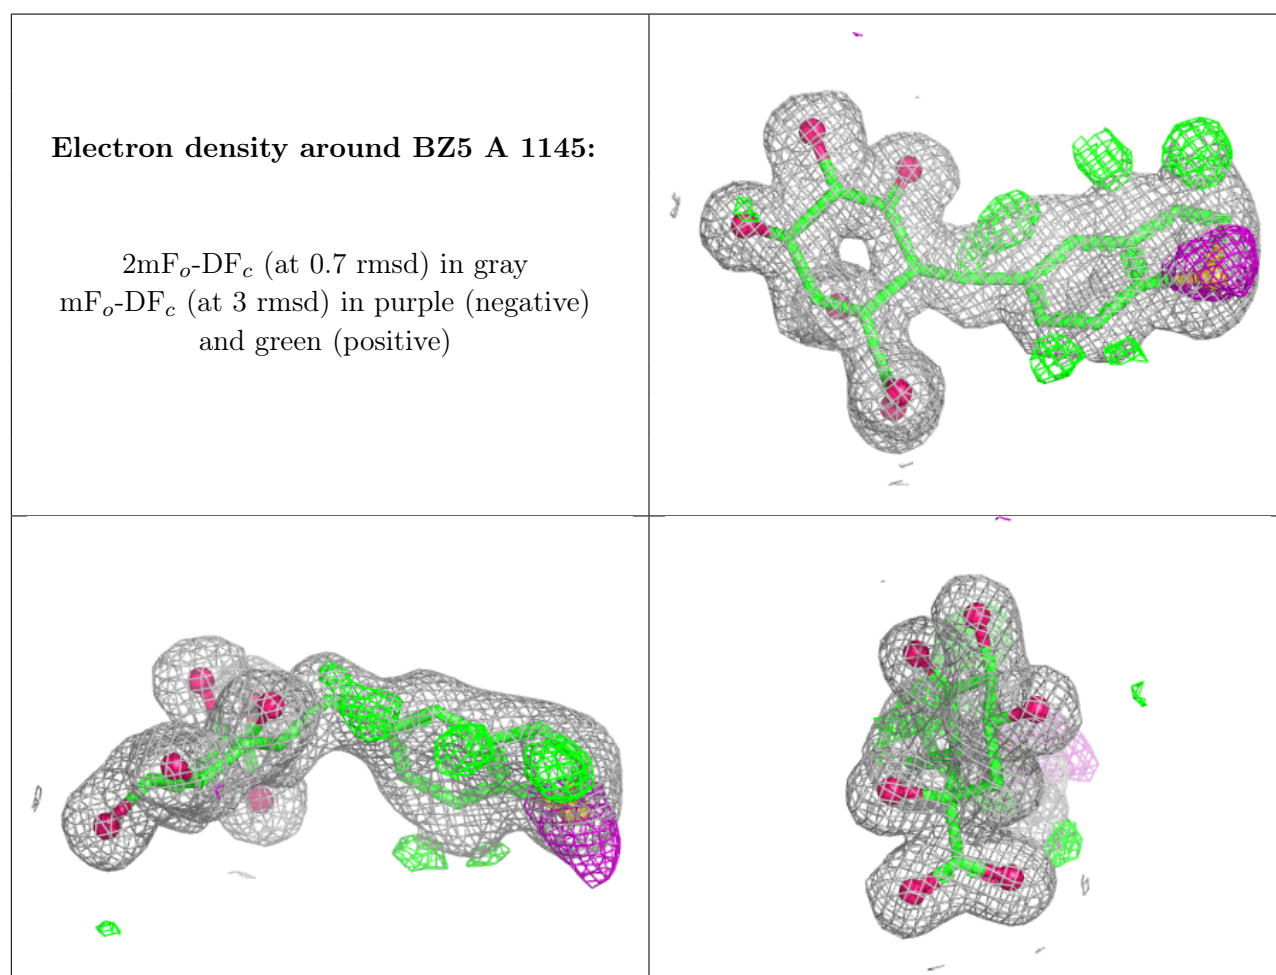 Electron density around BZ5 A 1145:
2mFo-DFc (at 0.7 rmsd) in gray
mFo-DFc (at 3 rmsd) in purple (negative)
and green (positive)